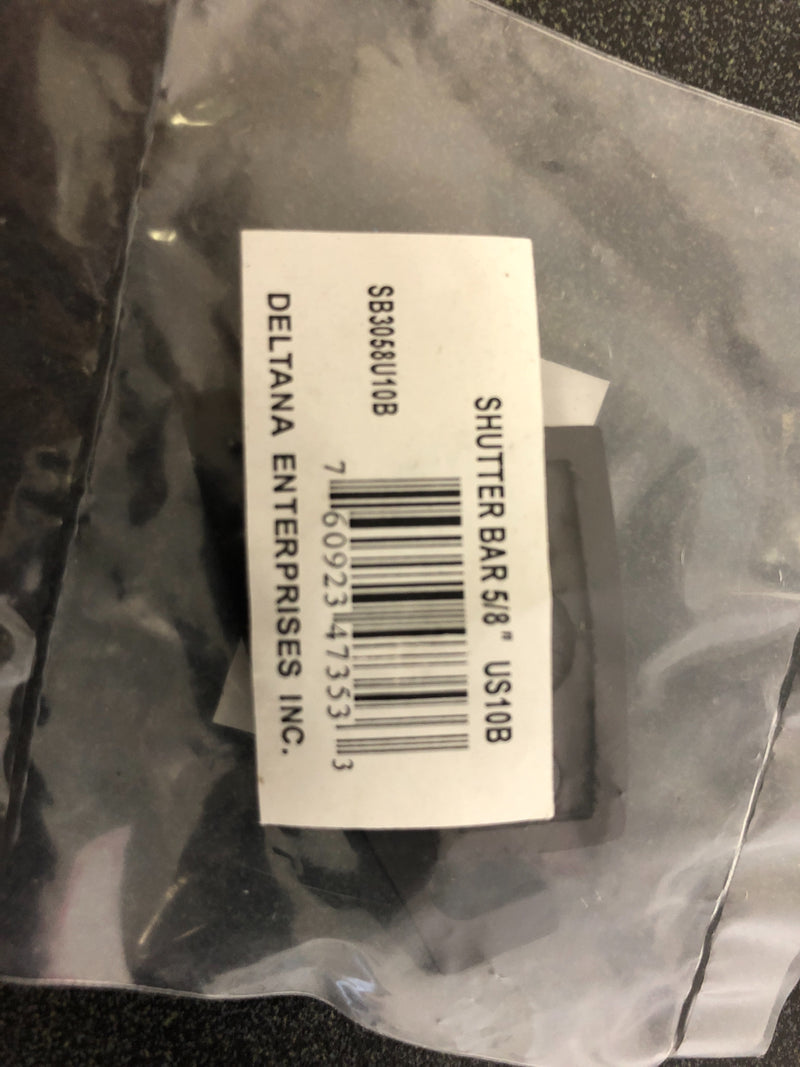 SHUTTER BAR 5/8" US10B
SB3058U10B
7 60923 47353 3
DELTANA ENTERPRISES INC.